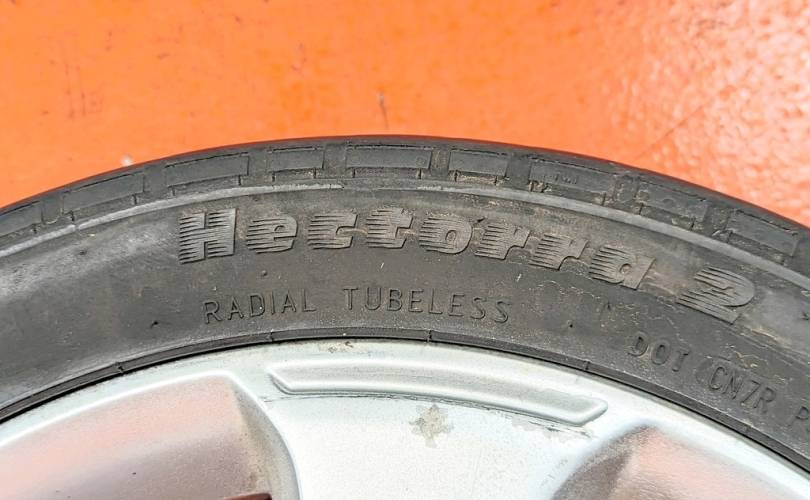 Hectorra 2
RADIAL TUBELESS
DOT CN7R P